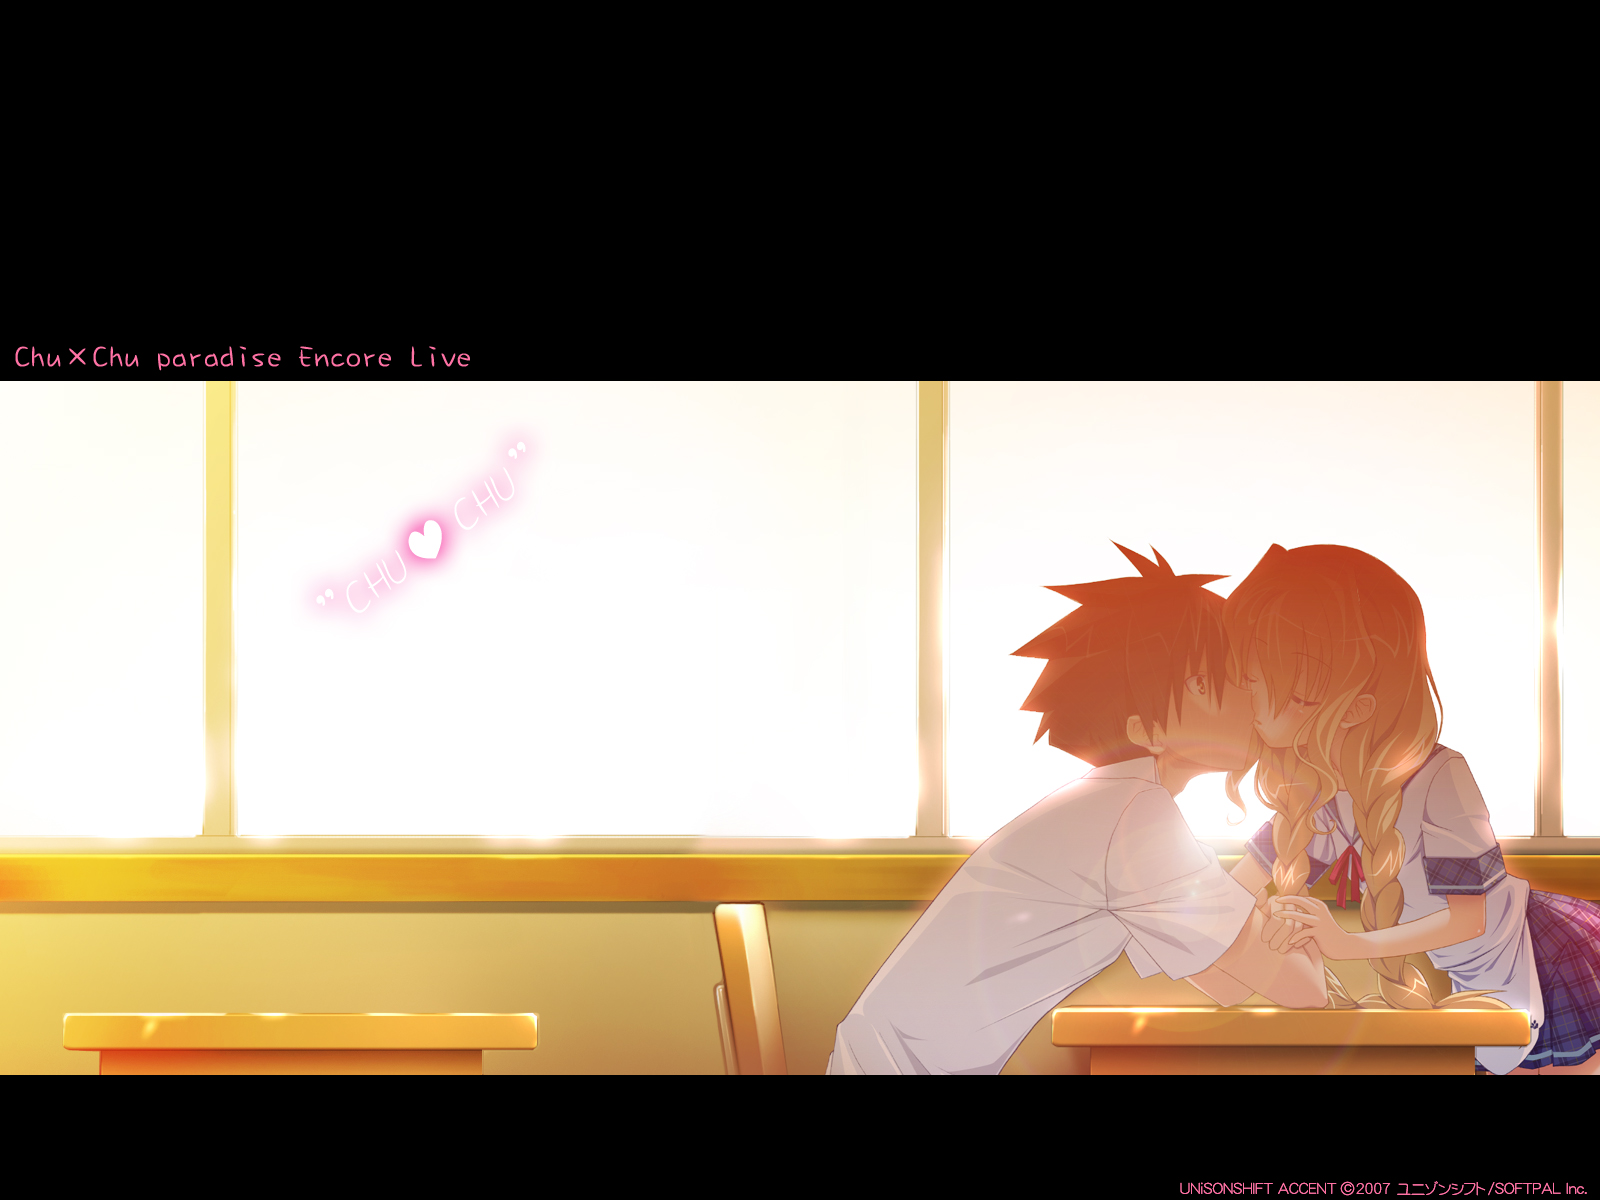 Chu×Chu paradise Encore Live
"CHU♥CHU"
UNiSONSHIFT ACCENT ©2007 ユニゾンシフト/SOFTPAL Inc.